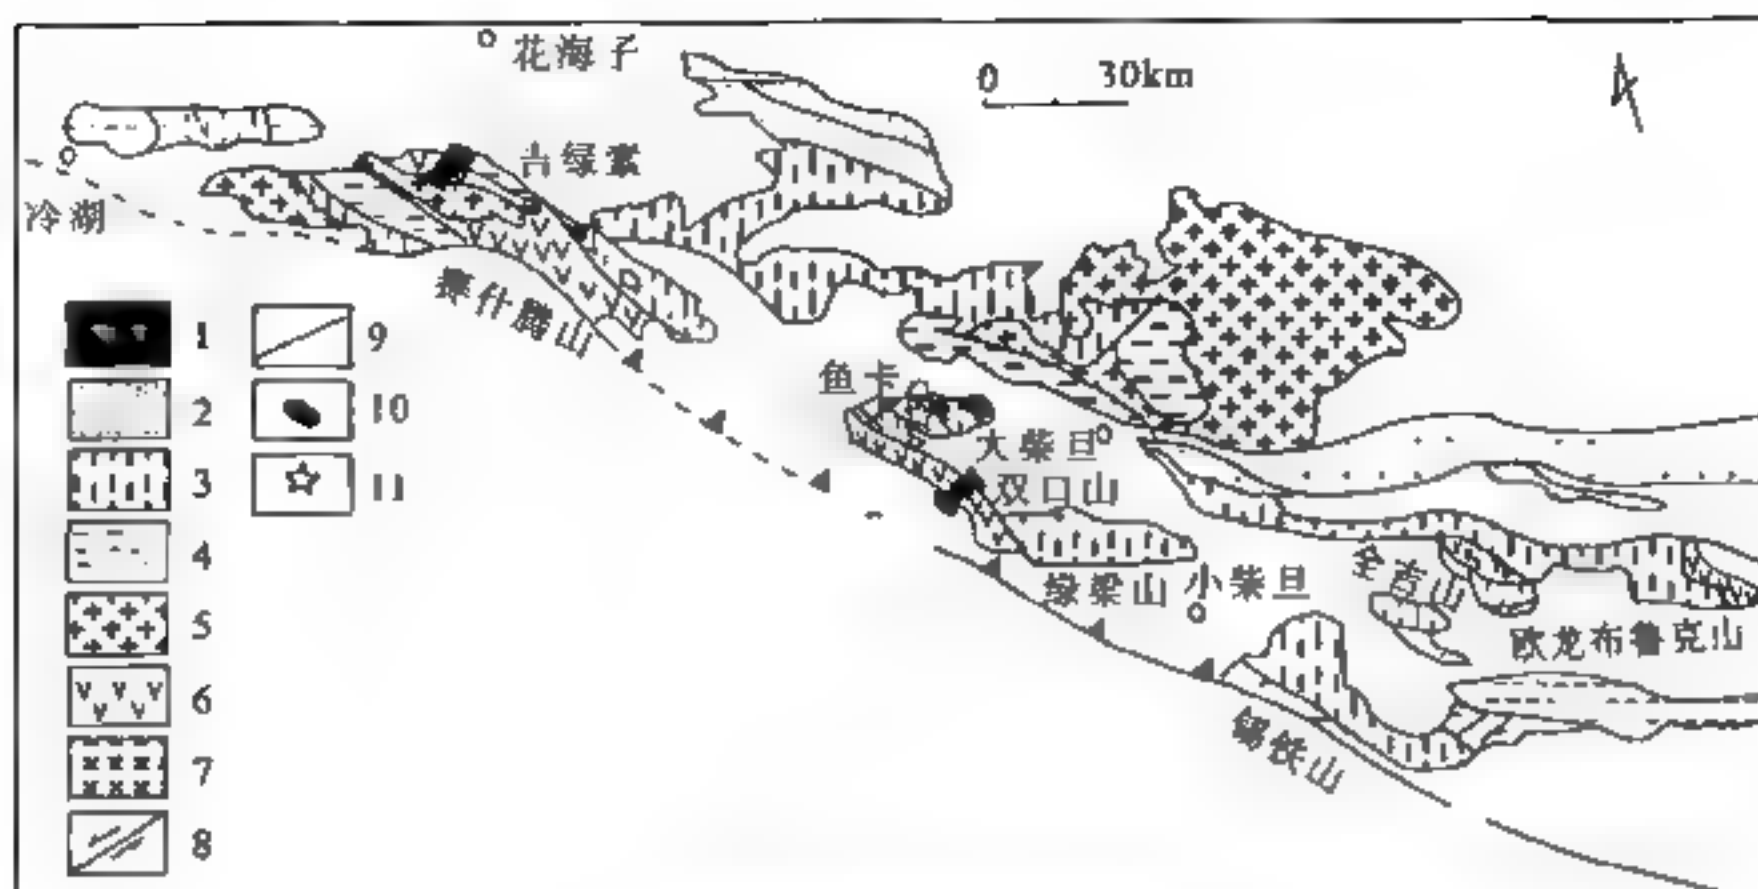 花海子
0 30km
吉绿素
冷湖
赛什腾山
鱼卡
大柴旦
双口山
绿梁山
小柴旦
全吉山
欧龙布鲁克山
锡铁山
1
2
3
4
5
6
7
8
9
10
11